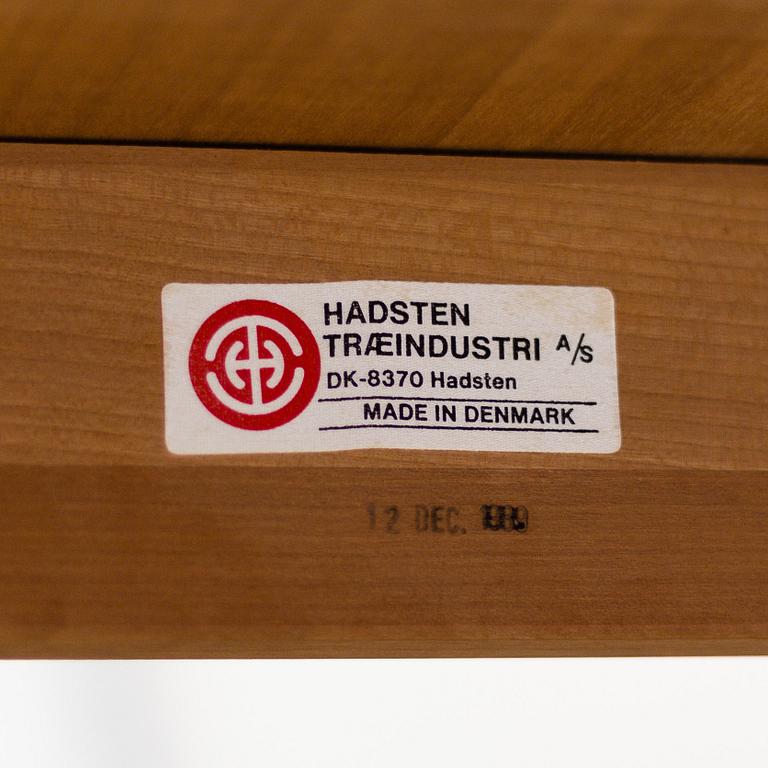 HADSTEN
TRÆINDUSTRI A/S
DK-8370 Hadsten
MADE IN DENMARK
12 DEC.